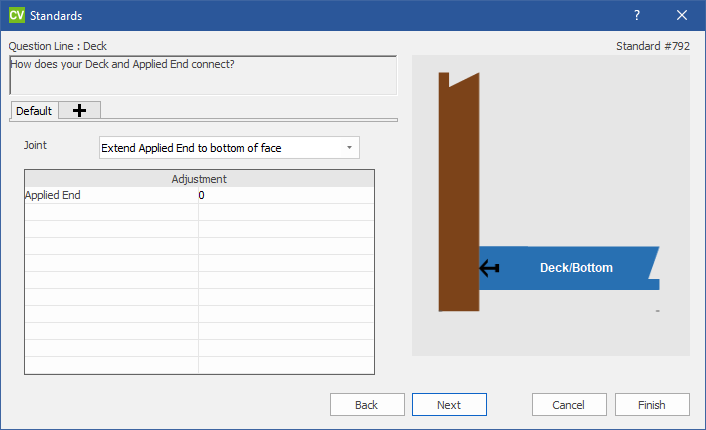 CV Standards ?
Question Line : Deck
Standard #792
How does your Deck and Applied End connect?
Default
Joint
Extend Applied End to bottom of face
Adjustment
Applied End 0
Deck/Bottom
Back
Next
Cancel
Finish